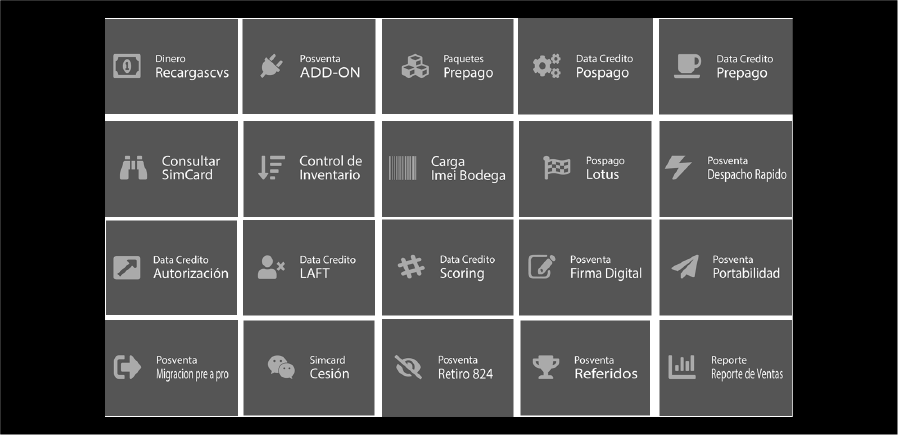 Dinero
Recargascvs
Posventa
ADD-ON
Paquetes
Prepago
Data Credito
Pospago
Data Credito
Prepago
Consultar
SimCard
Control de
Inventario
Carga
Imei Bodega
Pospago
Lotus
Posventa
Despacho Rapido
Data Credito
Autorización
Data Credito
LAFT
Data Credito
Scoring
Posventa
Firma Digital
Posventa
Portabilidad
Posventa
Migracion pre a pro
Simcard
Cesión
Posventa
Retiro 824
Posventa
Referidos
Reporte
Reporte de Ventas